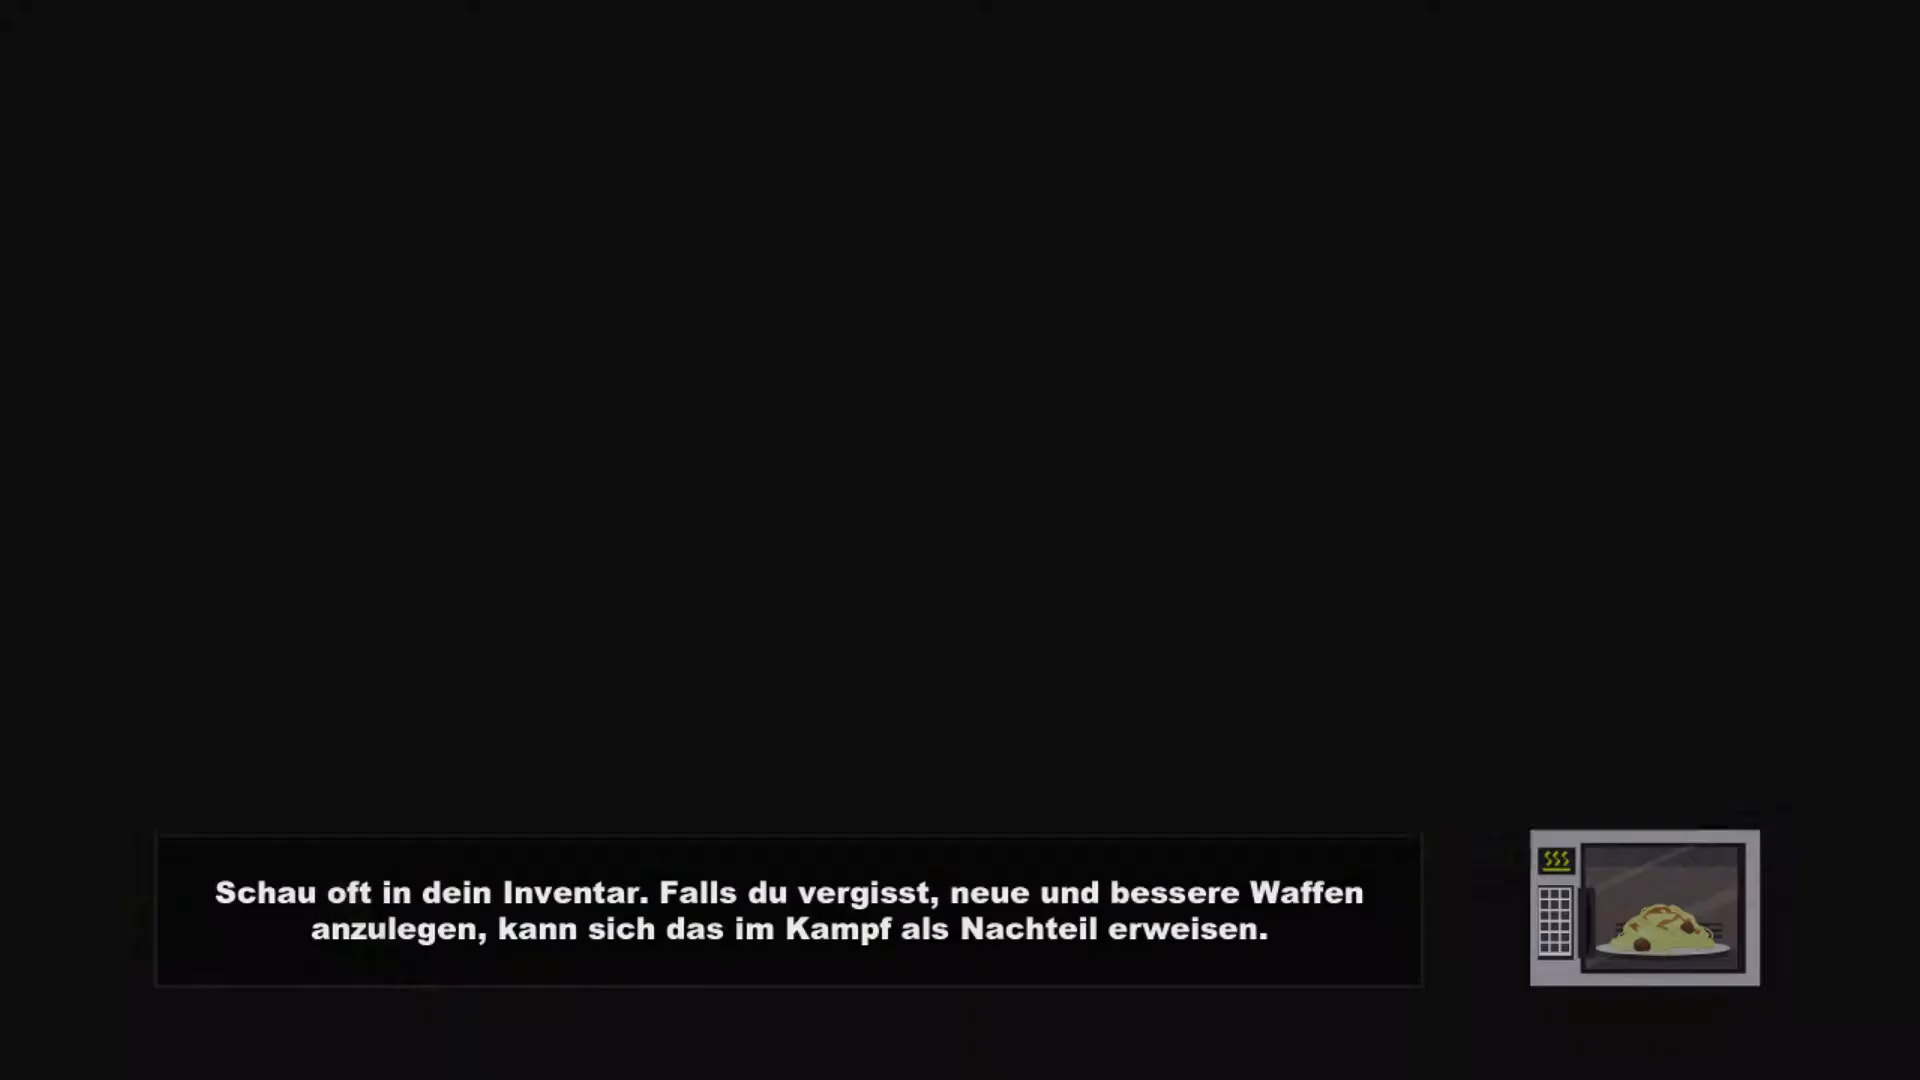 Schau oft in dein Inventar. Falls du vergisst, neue und bessere Waffen
anzulegen, kann sich das im Kampf als Nachteil erweisen.